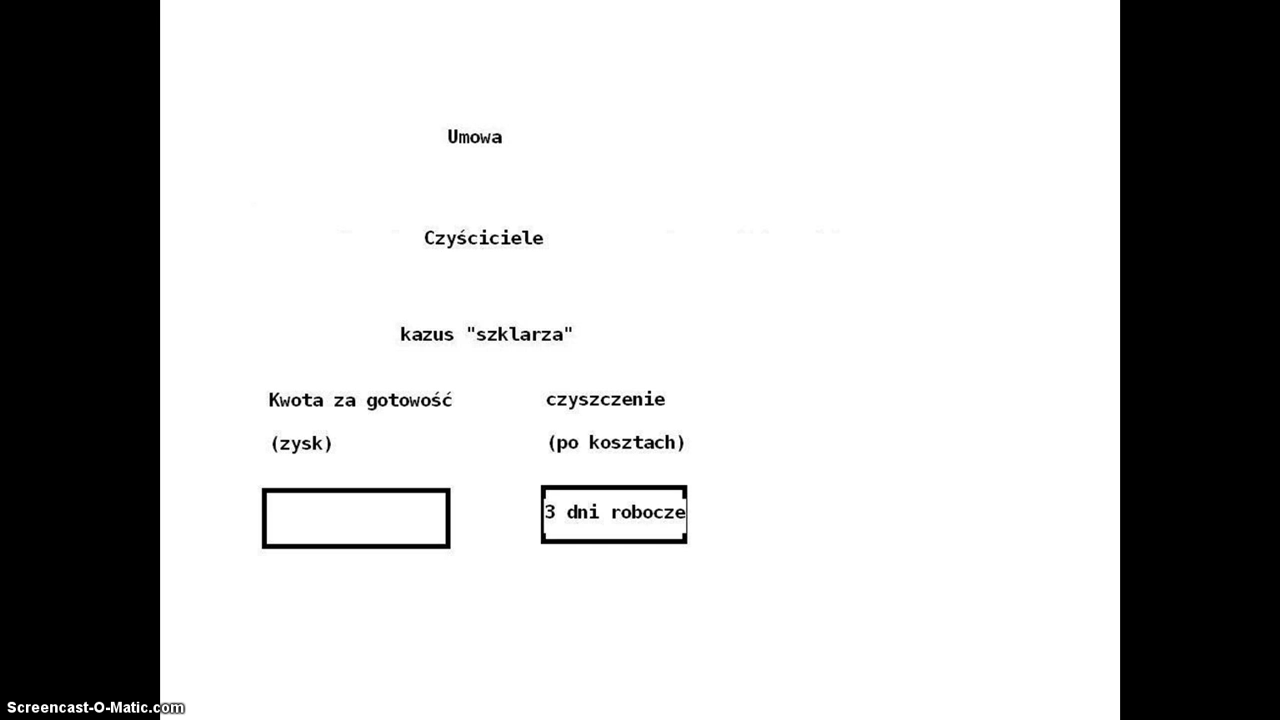 Umowa
Czyściciele
kazus "szklarza"
Kwota za gotowość
czyszczenie
(zysk)
(po kosztach)
3 dni robocze
Screencast-O-Matic.com